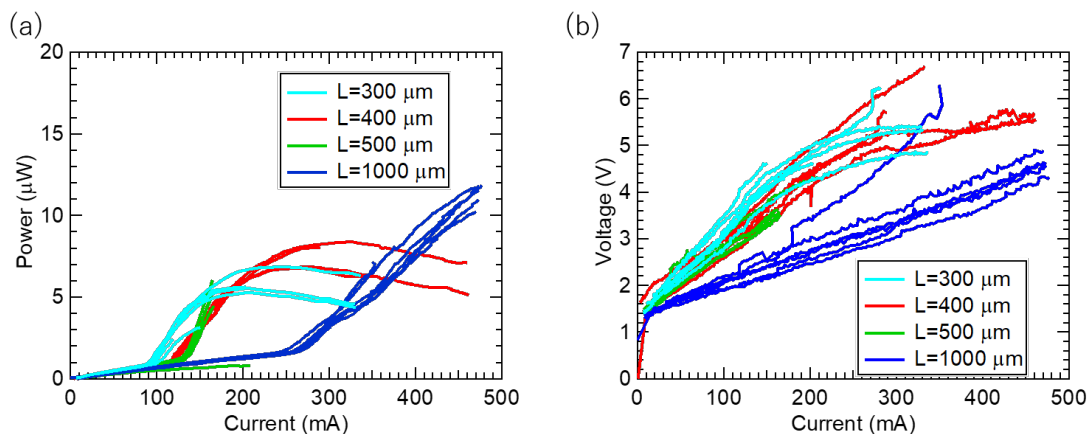 (a)
20
15
10
5
0
Power (μW)
L=300 μm
L=400 μm
L=500 μm
L=1000 μm
0 100 200 300 400 500
Current (mA)
(b)
7
6
5
4
3
2
1
0
Voltage (V)
L=300 μm
L=400 μm
L=500 μm
L=1000 μm
0 100 200 300 400 500
Current (mA)